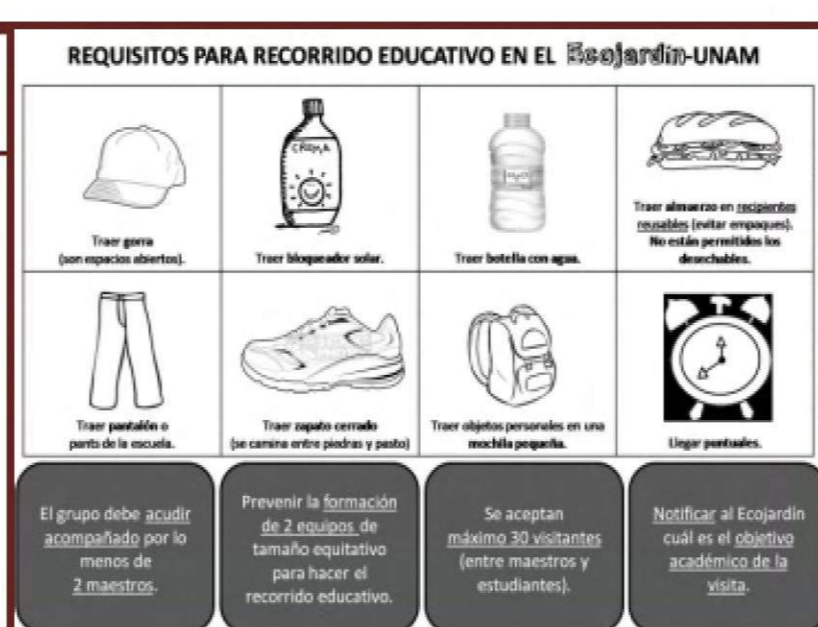 REQUISITOS PARA RECORRIDO EDUCATIVO EN EL Ecojardín-UNAM
CREMA
Traer gorra
(son espacios abiertos).
Traer bloqueador solar.
Traer botella con agua.
Traer almuerzo en recipientes
reusables (evitar empaques).
No están permitidos los
desechables.
Traer pantalón o
pants de la escuela.
Traer zapato cerrado
(se camina entre piedras y pasto)
Traer objetos personales en una
mochila pequeña.
Llegar puntuales.
El grupo debe acudir
acompañado por lo
menos de
2 maestros.
Prevenir la formación
de 2 equipos de
tamaño equitativo
para hacer el
recorrido educativo.
Se aceptan
máximo 30 visitantes
(entre maestros y
estudiantes).
Notificar al Ecojardín
cuál es el objetivo
académico de la
visita.